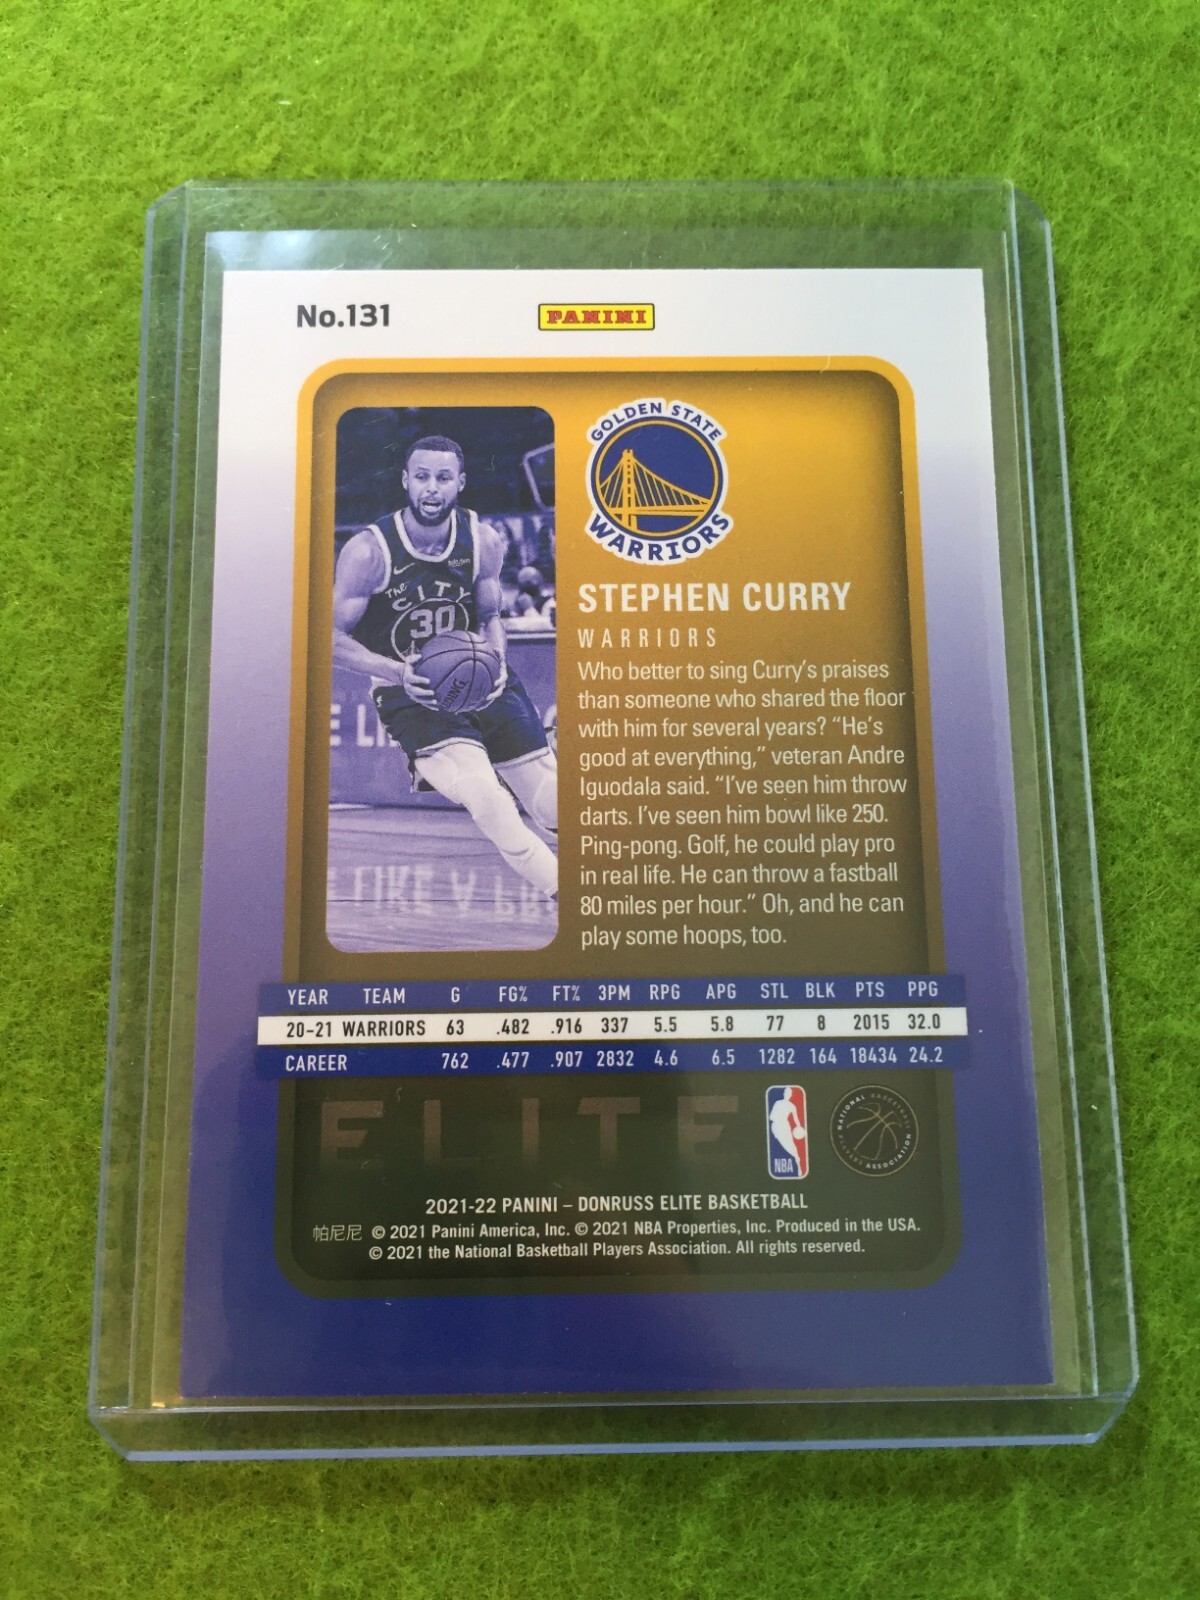 No.131
PANINI
GOLDEN STATE
WARRIORS
The
CITY
30
STEPHEN CURRY
WARRIORS
Who better to sing Curry's praises
than someone who shared the floor
with him for several years? "He's
good at everything," veteran Andre
Iguodala said. "I've seen him throw
darts. I've seen him bowl like 250.
Ping-pong. Golf, he could play pro
in real life. He can throw a fastball
80 miles per hour." Oh, and he can
play some hoops, too.
YEAR TEAM G FG% FT% 3PM RPG APG STL BLK PTS PPG
20-21 WARRIORS 63 .482 .916 337 5.5 5.8 77 8 2015 32.0
CAREER 762 .477 .907 2832 4.6 6.5 1282 164 18434 24.2
ELITE
NBA
NATIONAL BASKETBALL PLAYERS ASSOCIATION
2021-22 PANINI – DONRUSS ELITE BASKETBALL
帕尼尼 © 2021 Panini America, Inc. © 2021 NBA Properties, Inc. Produced in the USA.
© 2021 the National Basketball Players Association. All rights reserved.